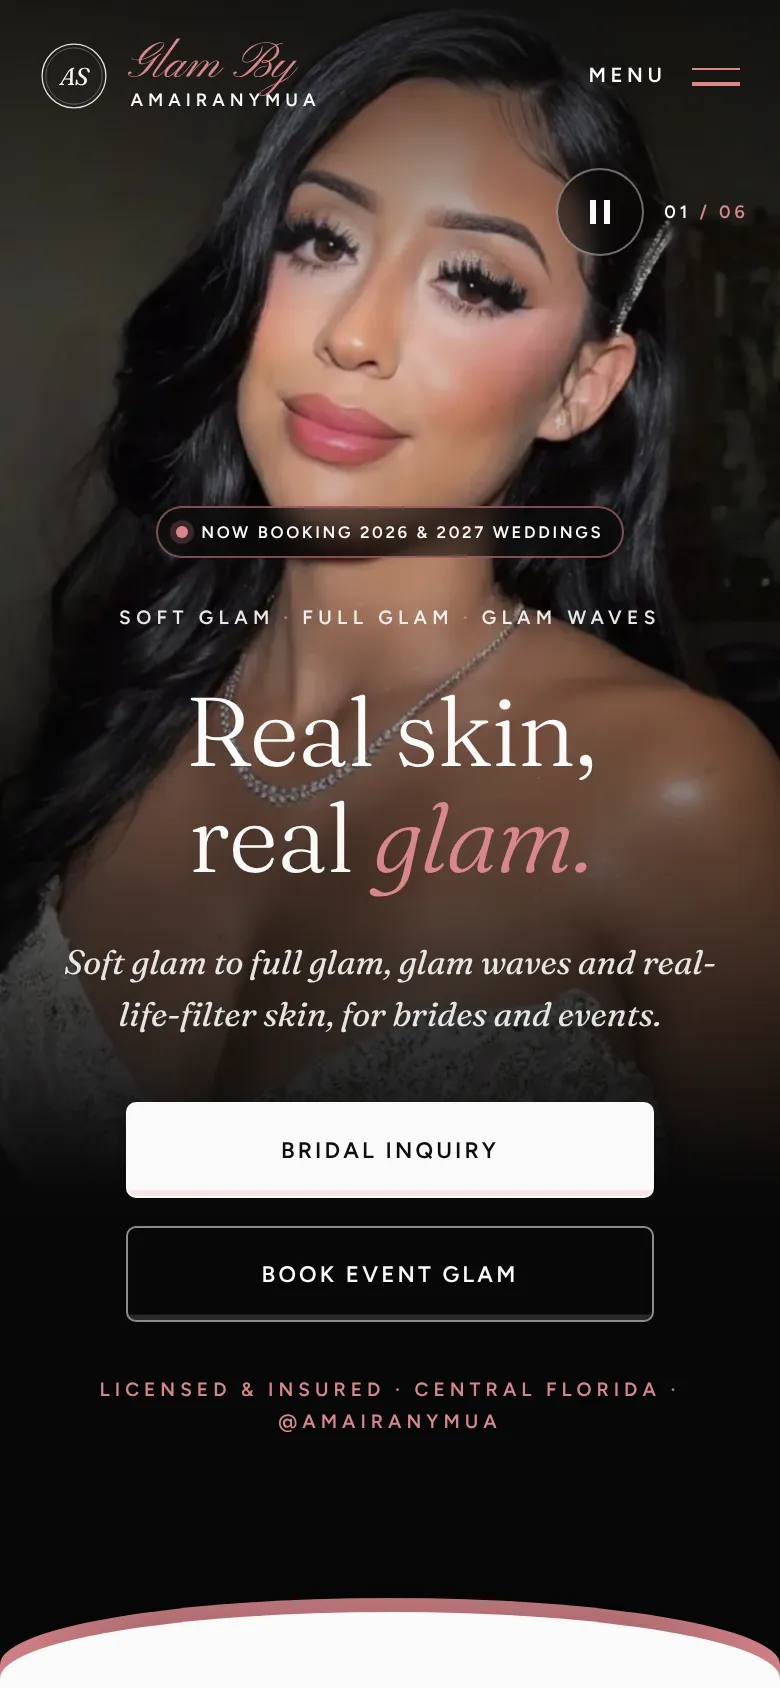 AS
Glam By
AMAIRANYMUA
MENU
01 / 06
NOW BOOKING 2026 & 2027 WEDDINGS
SOFT GLAM · FULL GLAM · GLAM WAVES
Real skin,
real glam.
Soft glam to full glam, glam waves and real-
life-filter skin, for brides and events.
BRIDAL INQUIRY
BOOK EVENT GLAM
LICENSED & INSURED · CENTRAL FLORIDA ·
@AMAIRANYMUA